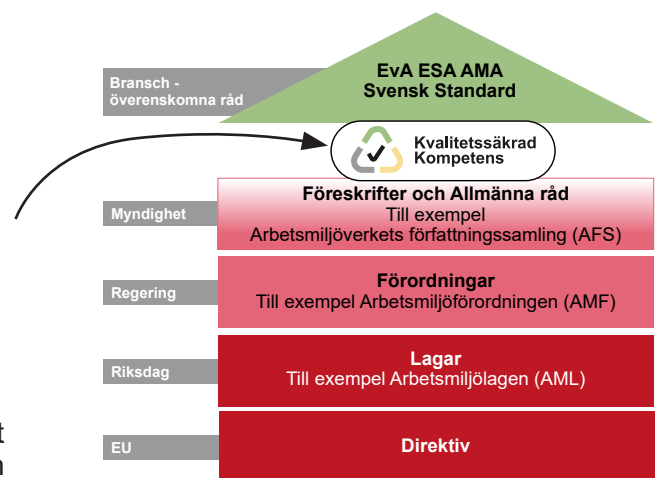 Bransch -
överenskomna råd
EvA ESA AMA
Svensk Standard
Kvalitetssäkrad
Kompetens
Myndighet
Föreskrifter och Allmänna råd
Till exempel
Arbetsmiljöverkets författningssamling (AFS)
Regering
Förordningar
Till exempel Arbetsmiljöförordningen (AMF)
Riksdag
Lagar
Till exempel Arbetsmiljölagen (AML)
t
EU
Direktiv
n